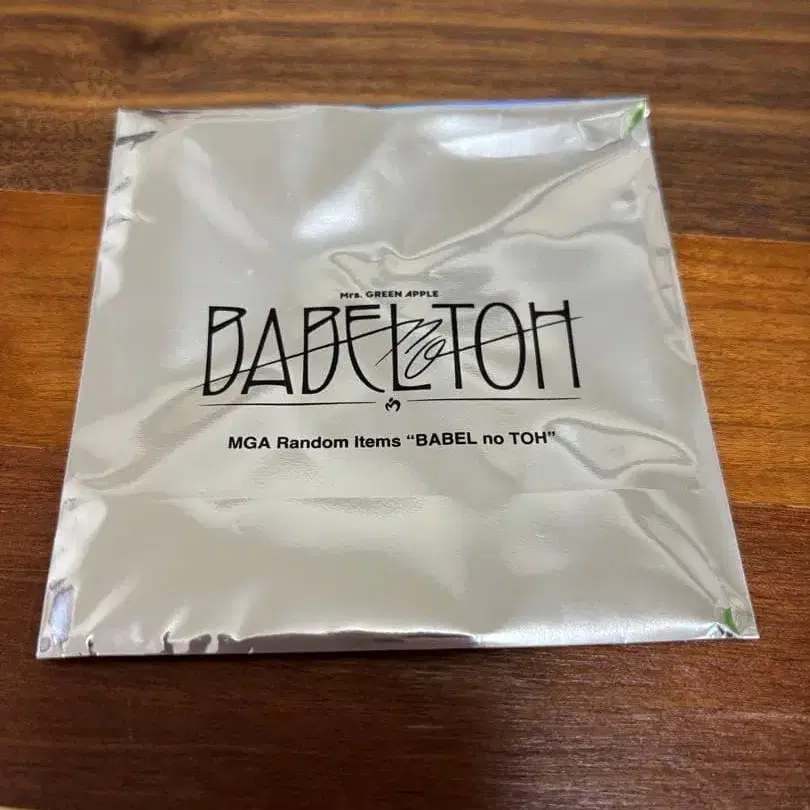 Mrs. GREEN APPLE
BABEL no TOH
MGA Random Items “BABEL no TOH”